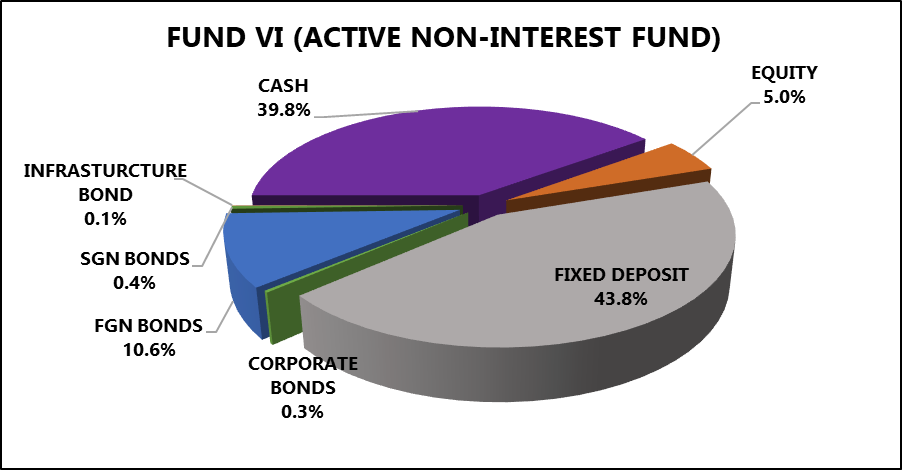 FUND VI (ACTIVE NON-INTEREST FUND)
CASH
39.8%
EQUITY
5.0%
INFRASTURCTURE
BOND
0.1%
SGN BONDS
0.4%
FIXED DEPOSIT
43.8%
FGN BONDS
10.6%
CORPORATE
BONDS
0.3%